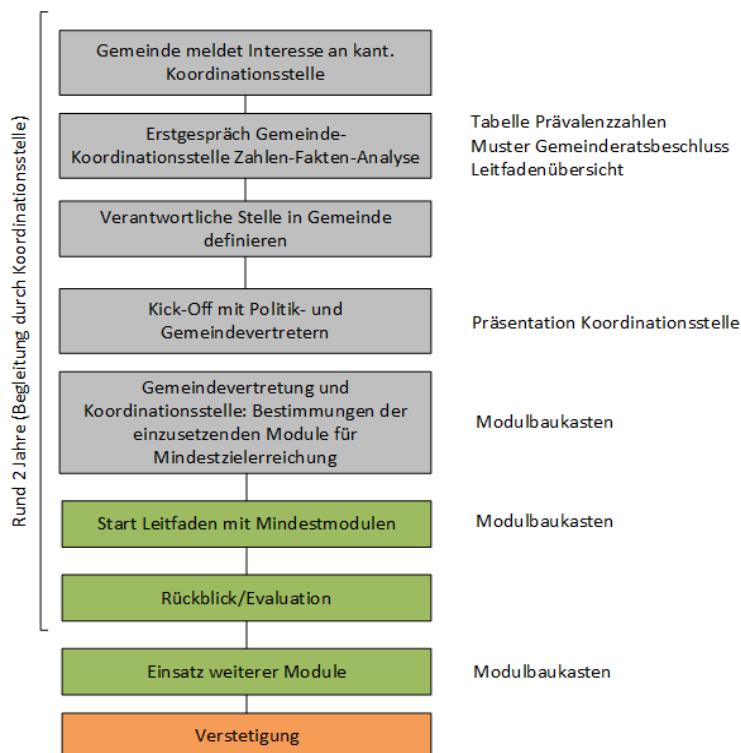 Rund 2 Jahre (Begleitung durch Koordinationsstelle)
Gemeinde meldet Interesse an kant.
Koordinationsstelle
Erstgespräch Gemeinde-
Koordinationsstelle Zahlen-Fakten-Analyse
Tabelle Prävalenzzahlen
Muster Gemeinderatsbeschluss
Leitfadenübersicht
Verantwortliche Stelle in Gemeinde
definieren
Kick-Off mit Politik- und
Gemeindevertretern
Präsentation Koordinationsstelle
Gemeindevertretung und
Koordinationsstelle: Bestimmungen der
einzusetzenden Module für
Mindestzielerreichung
Modulbaukasten
Start Leitfaden mit Mindestmodulen
Modulbaukasten
Rückblick/Evaluation
Einsatz weiterer Module
Modulbaukasten
Verstetigung